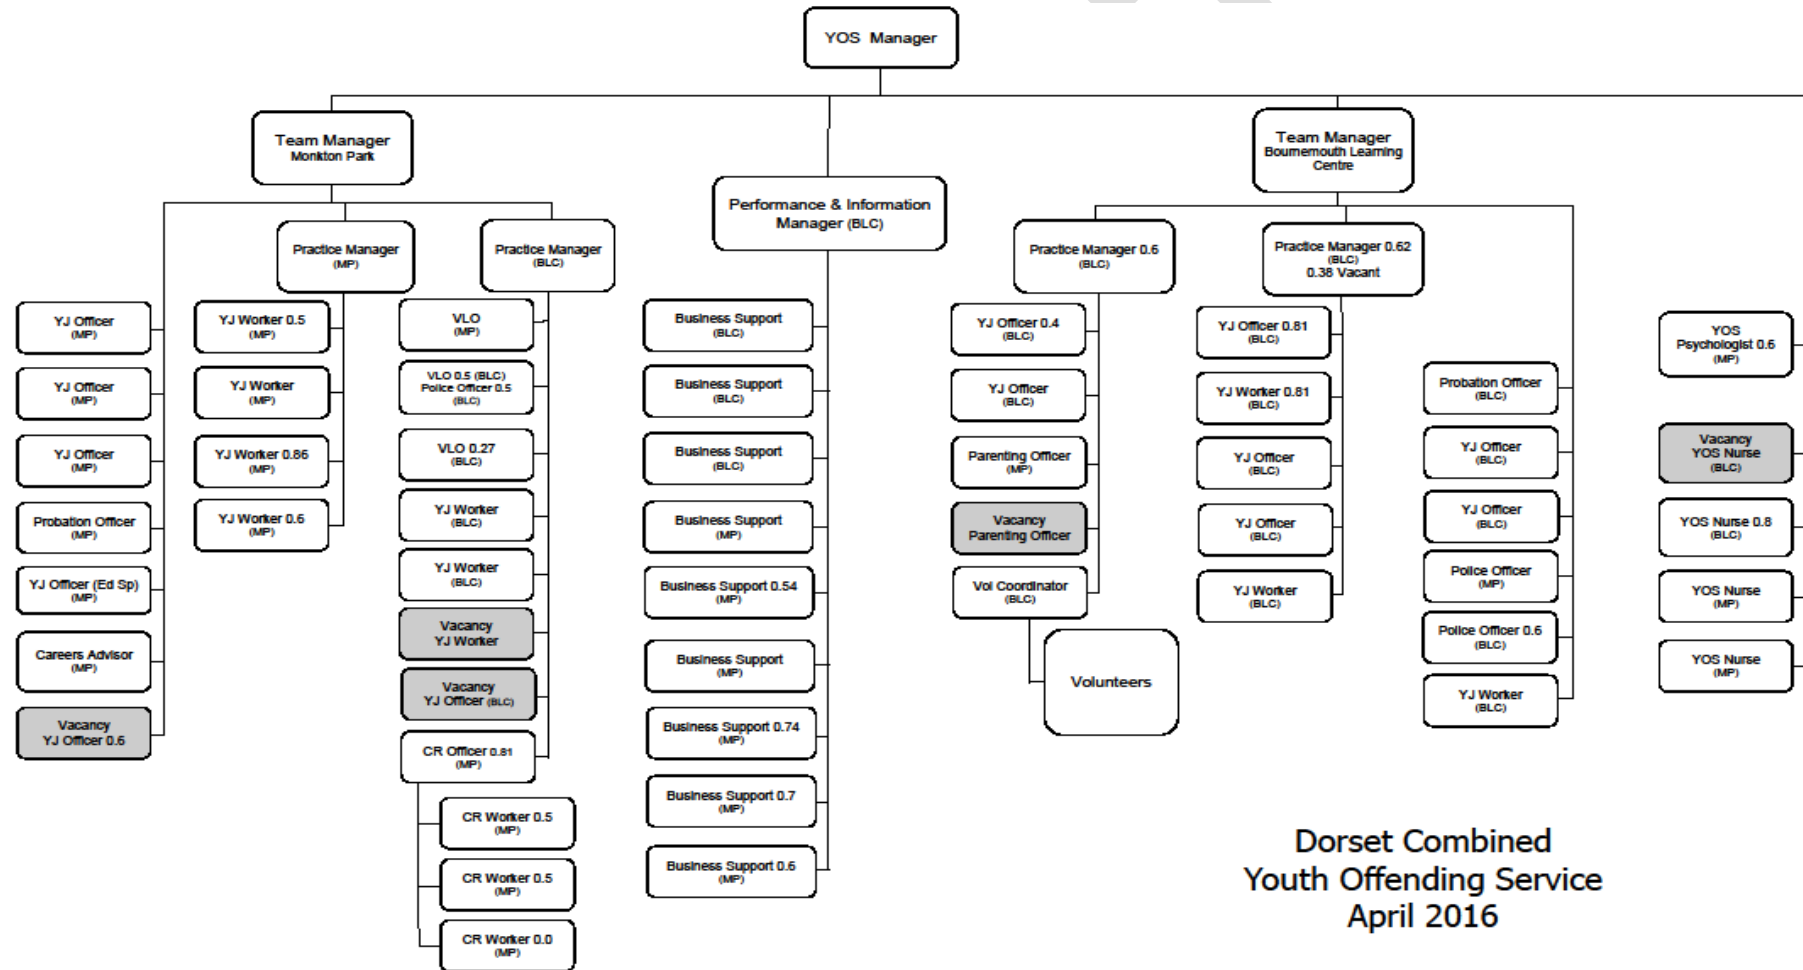 YOS Manager
Team Manager
Monkton Park
Performance & Information
Manager (BLC)
Team Manager
Bournemouth Learning
Centre
Practice Manager
(MP)
Practice Manager
(BLC)
Practice Manager 0.6
(BLC)
Practice Manager 0.62
(BLC)
0.38 Vacant
YJ Officer
(MP)
YJ Officer
(MP)
YJ Officer
(MP)
Probation Officer
(MP)
YJ Officer (Ed Sp)
(MP)
Careers Advisor
(MP)
Vacancy
YJ Officer 0.6
YJ Worker 0.5
(MP)
YJ Worker
(MP)
YJ Worker 0.86
(MP)
YJ Worker 0.6
(MP)
VLO
(MP)
VLO 0.5 (BLC)
Police Officer 0.5
(BLC)
VLO 0.27
(BLC)
YJ Worker
(BLC)
YJ Worker
(BLC)
Vacancy
YJ Worker
Vacancy
YJ Officer (BLC)
CR Officer 0.81
(MP)
CR Worker 0.5
(MP)
CR Worker 0.5
(MP)
CR Worker 0.0
(MP)
Business Support
(BLC)
Business Support
(BLC)
Business Support
(BLC)
Business Support
(MP)
Business Support 0.54
(MP)
Business Support
(MP)
Business Support 0.74
(MP)
Business Support 0.7
(MP)
Business Support 0.6
(MP)
YJ Officer 0.4
(BLC)
YJ Officer
(BLC)
Parenting Officer
(MP)
Vacancy
Parenting Officer
Vol Coordinator
(BLC)
Volunteers
YJ Officer 0.81
(BLC)
YJ Worker 0.81
(BLC)
YJ Officer
(BLC)
YJ Officer
(BLC)
YJ Worker
(BLC)
Probation Officer
(BLC)
YJ Officer
(BLC)
YJ Officer
(BLC)
Police Officer
(MP)
Police Officer 0.6
(BLC)
YJ Worker
(BLC)
YOS
Psychologist 0.6
(MP)
Vacancy
YOS Nurse
(BLC)
YOS Nurse 0.8
(BLC)
YOS Nurse
(MP)
YOS Nurse
(MP)
Dorset Combined
Youth Offending Service
April 2016